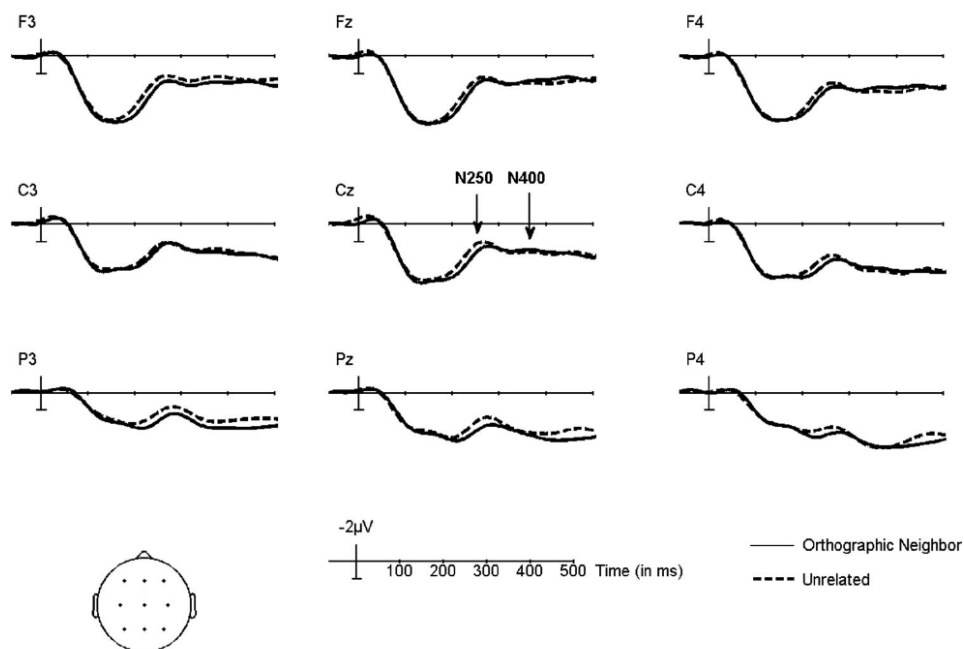 F3 Fz F4
C3 Cz C4
N250 N400
P3 Pz P4
-2µV
100 200 300 400 500 Time (in ms)
Orthographic Neighbor
Unrelated